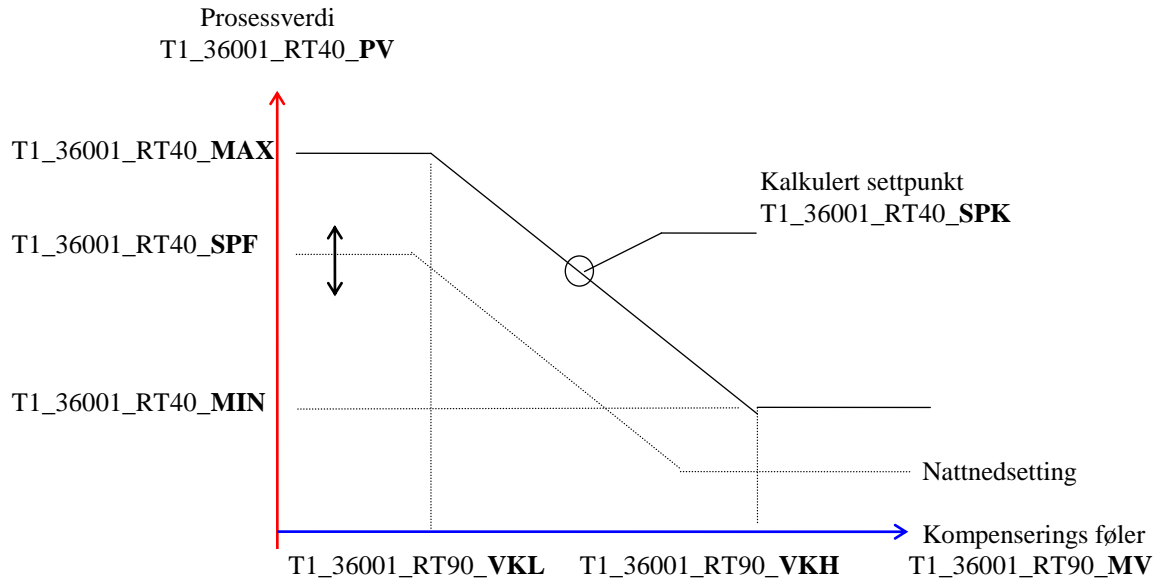 Prosessverdi
T1_36001_RT40_PV
T1_36001_RT40_MAX
Kalkulert settpunkt
T1_36001_RT40_SPK
T1_36001_RT40_SPF
T1_36001_RT40_MIN
Nattnedsetting
Kompenserings føler
T1_36001_RT90_VKL T1_36001_RT90_VKH T1_36001_RT90_MV